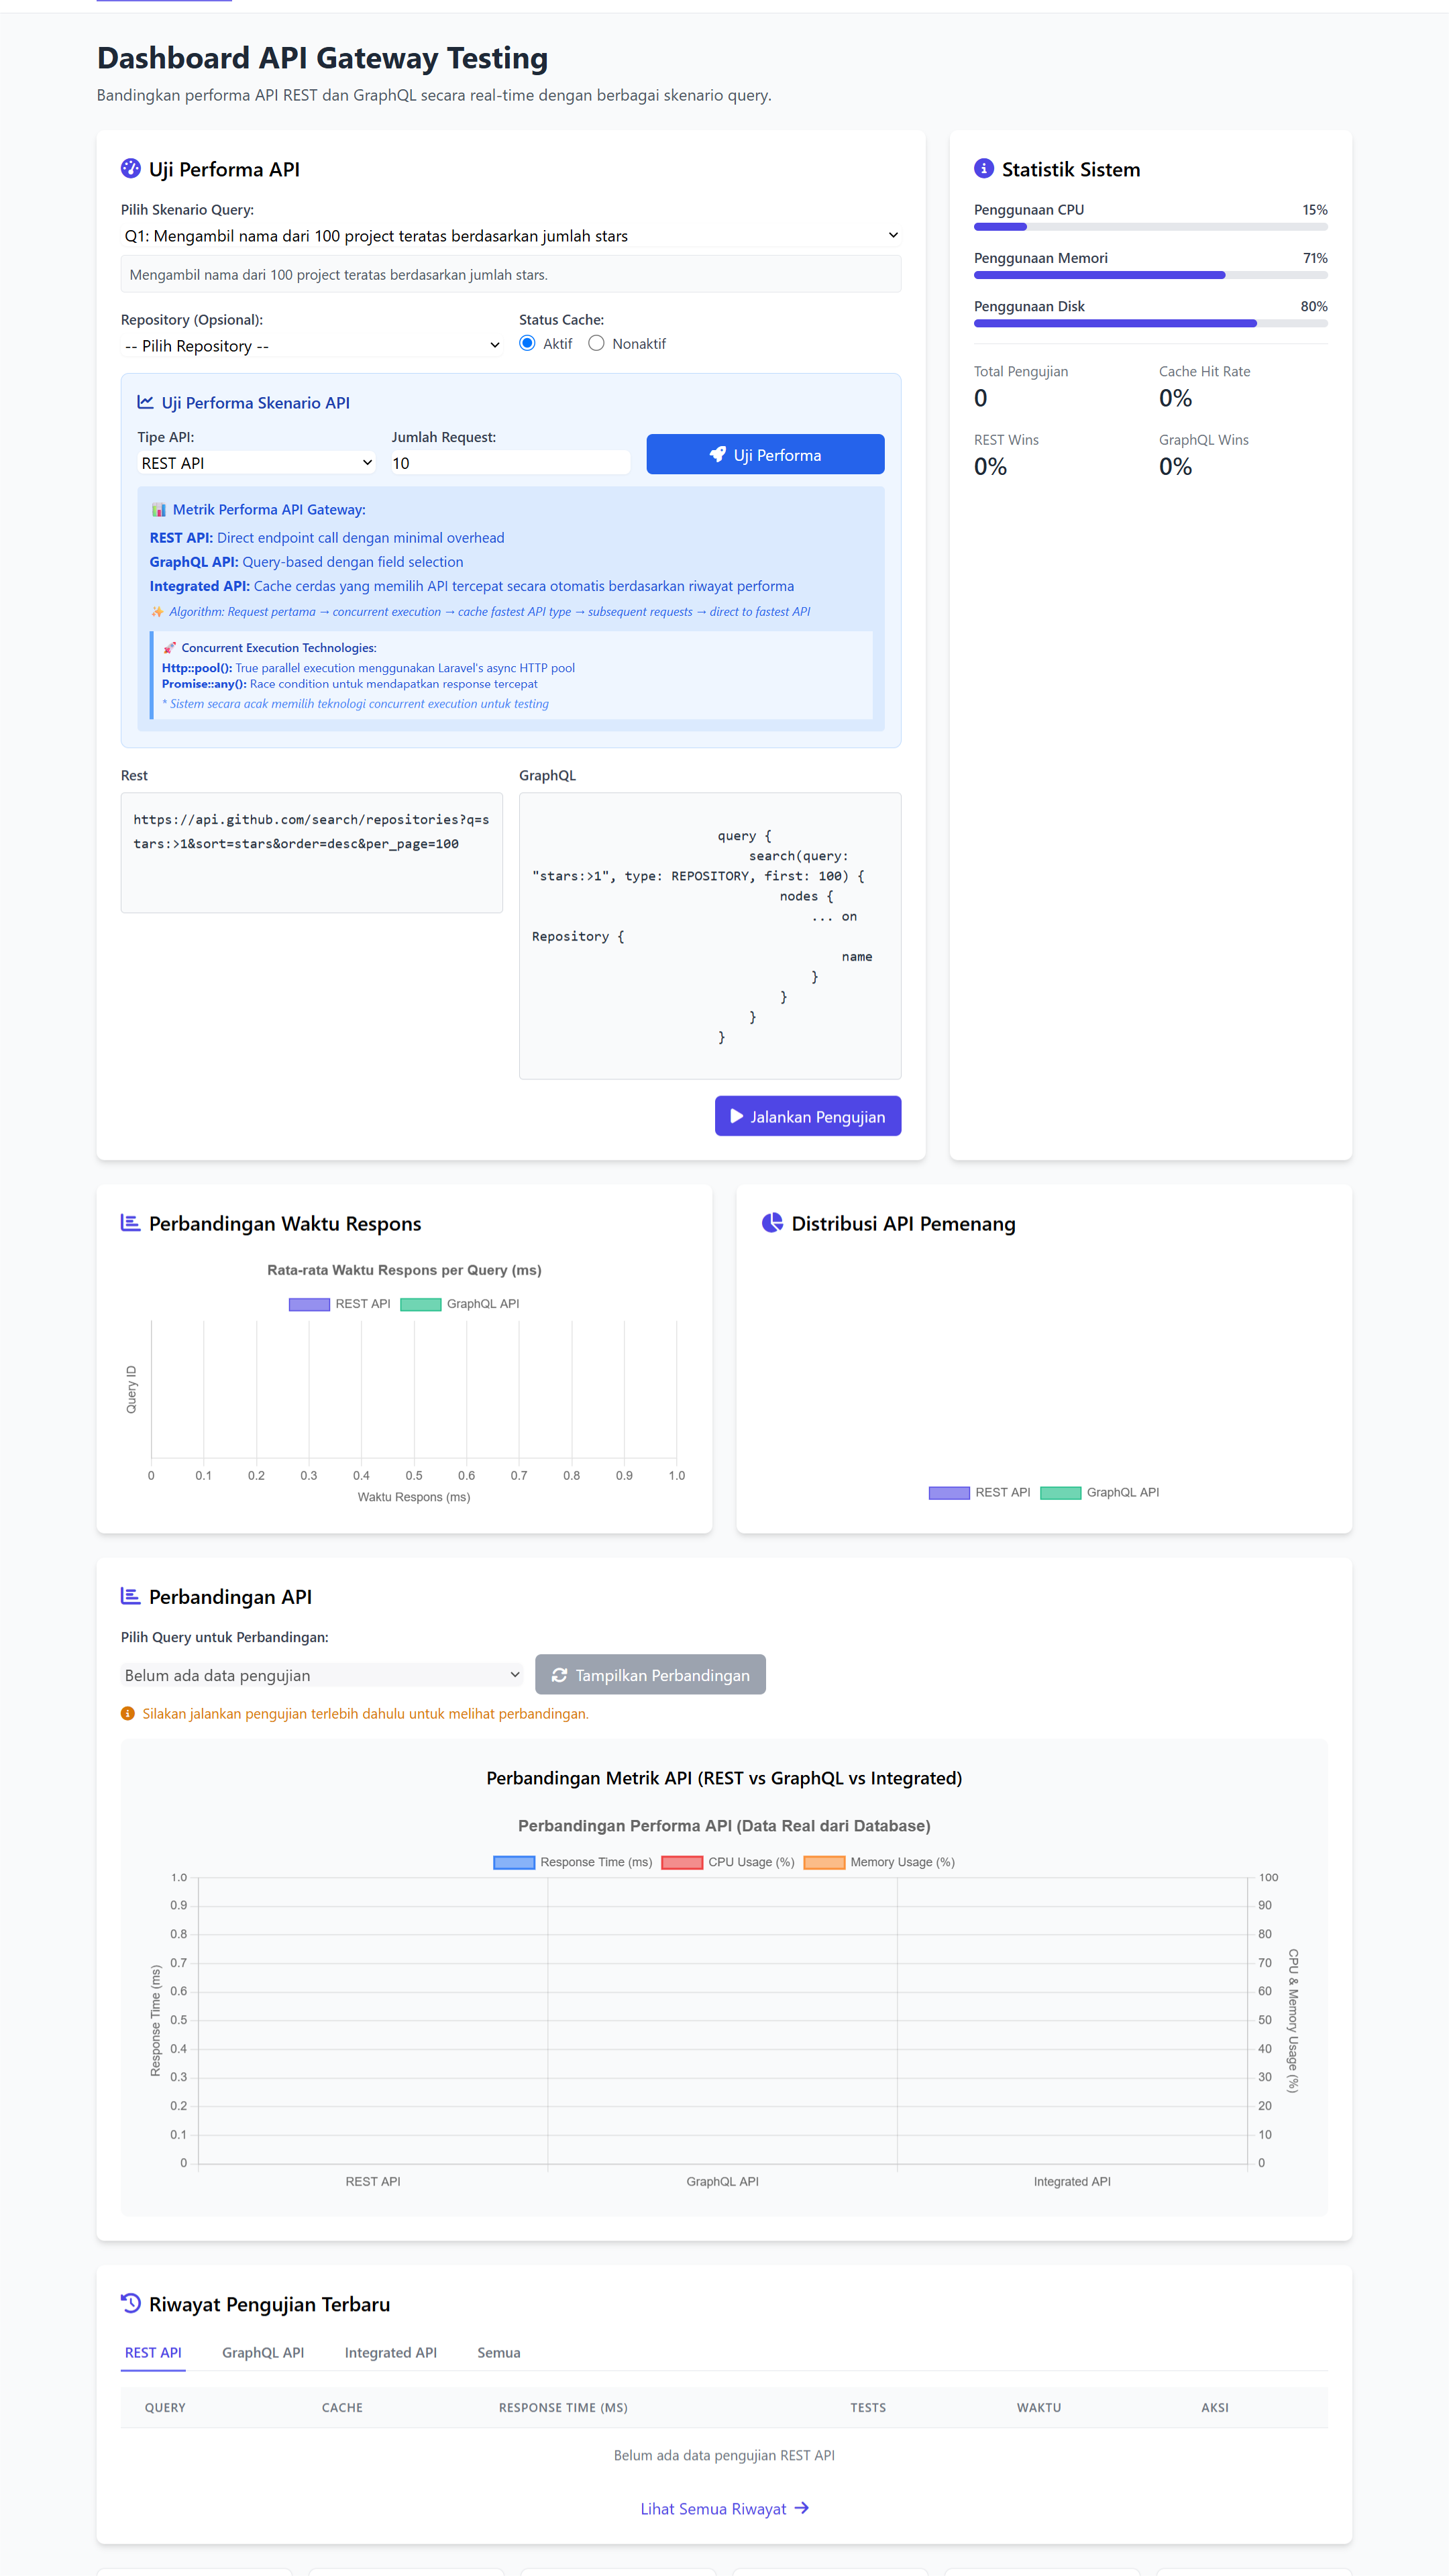 Dashboard API Gateway Testing
Bandingkan performa API REST dan GraphQL secara real-time dengan berbagai skenario query.
Uji Performa API
Pilih Skenario Query:
Q1: Mengambil nama dari 100 project teratas berdasarkan jumlah stars
Mengambil nama dari 100 project teratas berdasarkan jumlah stars.
Repository (Opsional):
-- Pilih Repository --
Status Cache:
Aktif Nonaktif
Uji Performa Skenario API
Tipe API:
REST API
Jumlah Request:
10
Uji Performa
Metrik Performa API Gateway:
REST API: Direct endpoint call dengan minimal overhead
GraphQL API: Query-based dengan field selection
Integrated API: Cache cerdas yang memilih API tercepat secara otomatis berdasarkan riwayat performa
Algorithm: Request pertama → concurrent execution → cache fastest API type → subsequent requests → direct to fastest API
Concurrent Execution Technologies:
Http::pool(): True parallel execution menggunakan Laravel's async HTTP pool
Promise::any(): Race condition untuk mendapatkan response tercepat
* Sistem secara acak memilih teknologi concurrent execution untuk testing
Rest
https://api.github.com/search/repositories?q=s
tars:>1&sort=stars&order=desc&per_page=100
GraphQL
query {
search(query:
"stars:>1", type: REPOSITORY, first: 100) {
nodes {
... on
Repository {
name
}
}
}
}
Jalankan Pengujian
Statistik Sistem
Penggunaan CPU 15%
Penggunaan Memori 71%
Penggunaan Disk 80%
Total Pengujian
0
Cache Hit Rate
0%
REST Wins
0%
GraphQL Wins
0%
Perbandingan Waktu Respons
Rata-rata Waktu Respons per Query (ms)
REST API GraphQL API
Query ID
0 0.1 0.2 0.3 0.4 0.5 0.6 0.7 0.8 0.9 1.0
Waktu Respons (ms)
Distribusi API Pemenang
REST API GraphQL API
Perbandingan API
Pilih Query untuk Perbandingan:
Belum ada data pengujian
Tampilkan Perbandingan
Silakan jalankan pengujian terlebih dahulu untuk melihat perbandingan.
Perbandingan Metrik API (REST vs GraphQL vs Integrated)
Perbandingan Performa API (Data Real dari Database)
Response Time (ms) CPU Usage (%) Memory Usage (%)
Response Time (ms)
1.0
0.9
0.8
0.7
0.6
0.5
0.4
0.3
0.2
0.1
0
100
90
80
70
60
50
40
30
20
10
0
CPU & Memory Usage (%)
REST API GraphQL API Integrated API
Riwayat Pengujian Terbaru
REST API GraphQL API Integrated API Semua
QUERY CACHE RESPONSE TIME (MS) TESTS WAKTU AKSI
Belum ada data pengujian REST API
Lihat Semua Riwayat →